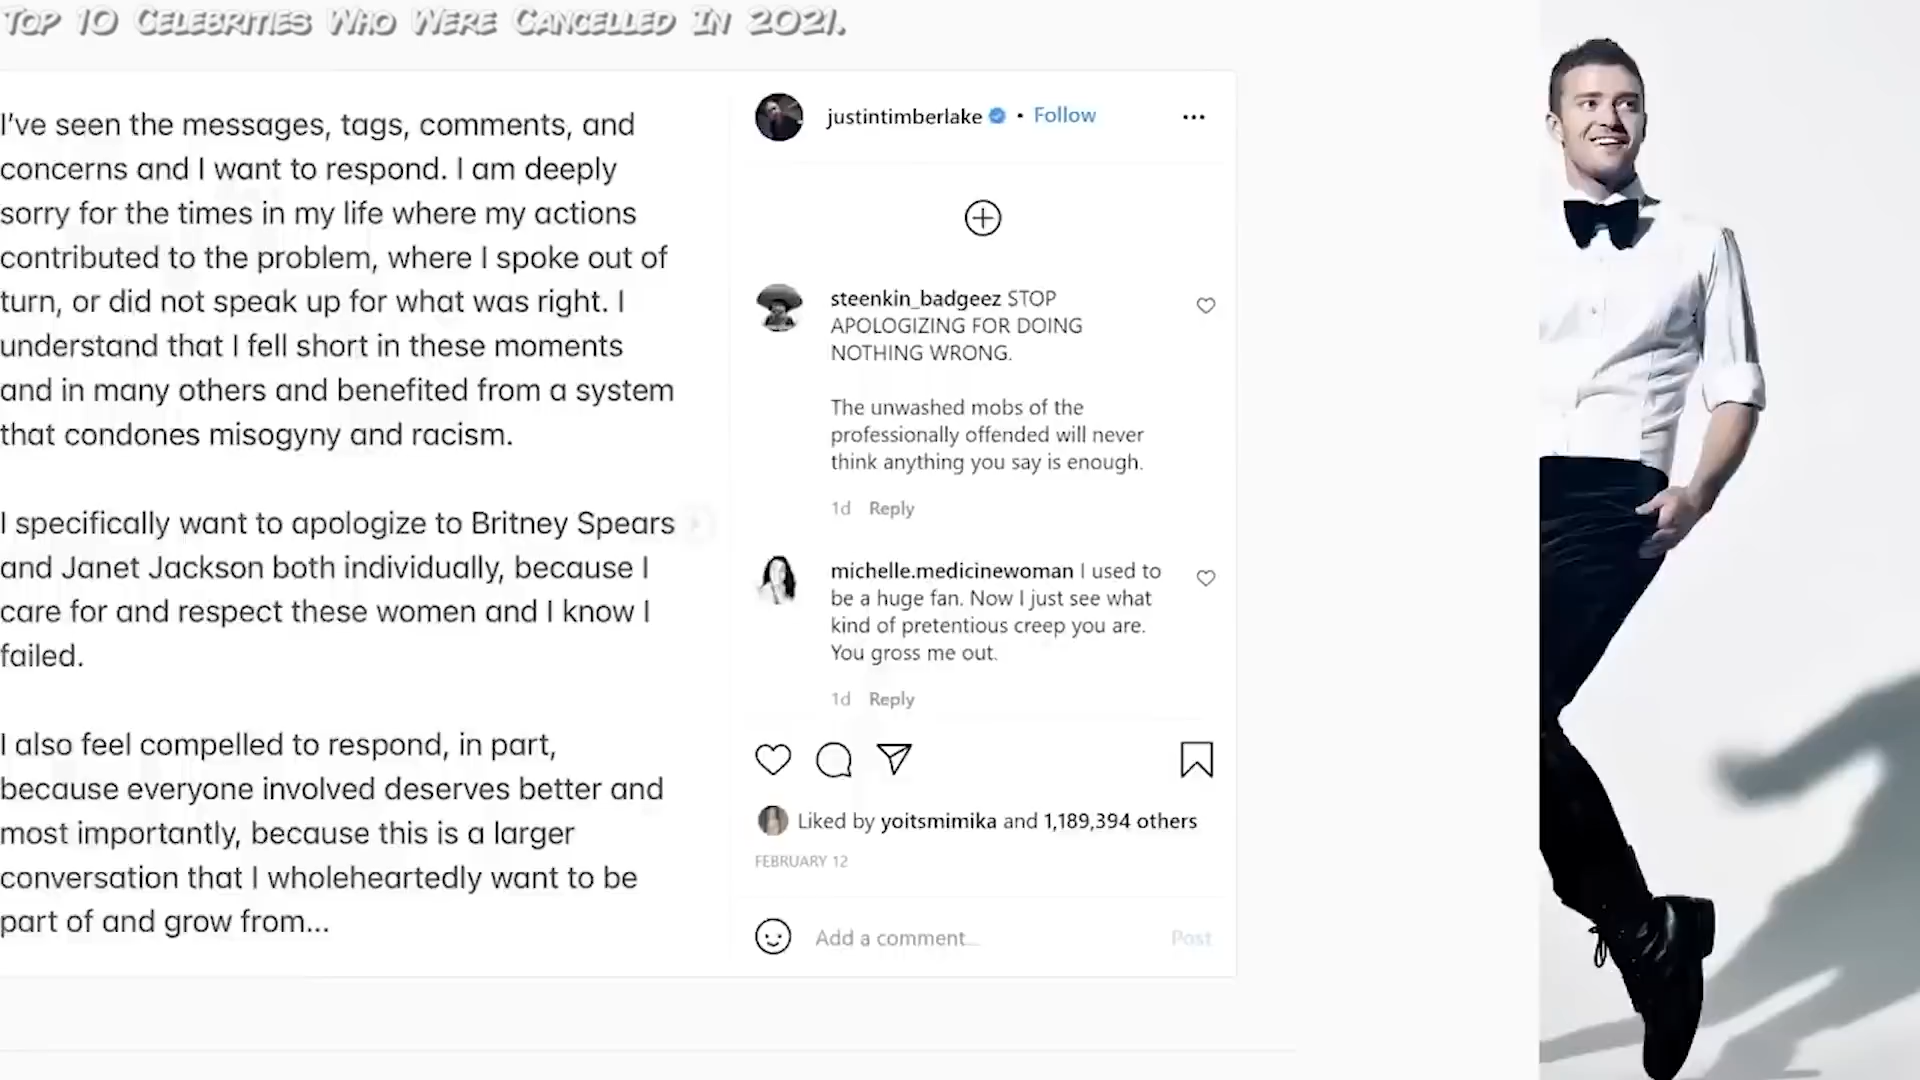 Top 10 Celebrities Who Were Cancelled In 2021.
I've seen the messages, tags, comments, and
concerns and I want to respond. I am deeply
sorry for the times in my life where my actions
contributed to the problem, where I spoke out of
turn, or did not speak up for what was right. I
understand that I fell short in these moments
and in many others and benefited from a system
that condones misogyny and racism.
I specifically want to apologize to Britney Spears
and Janet Jackson both individually, because I
care for and respect these women and I know I
failed.
I also feel compelled to respond, in part,
because everyone involved deserves better and
most importantly, because this is a larger
conversation that I wholeheartedly want to be
part of and grow from...
justintimberlake • Follow
steenkin_badgeez STOP
APOLOGIZING FOR DOING
NOTHING WRONG.
The unwashed mobs of the
professionally offended will never
think anything you say is enough.
1d Reply
michelle.medicinewoman I used to
be a huge fan. Now I just see what
kind of pretentious creep you are.
You gross me out.
1d Reply
Liked by yoitsmimika and 1,189,394 others
FEBRUARY 12
Add a comment... Post